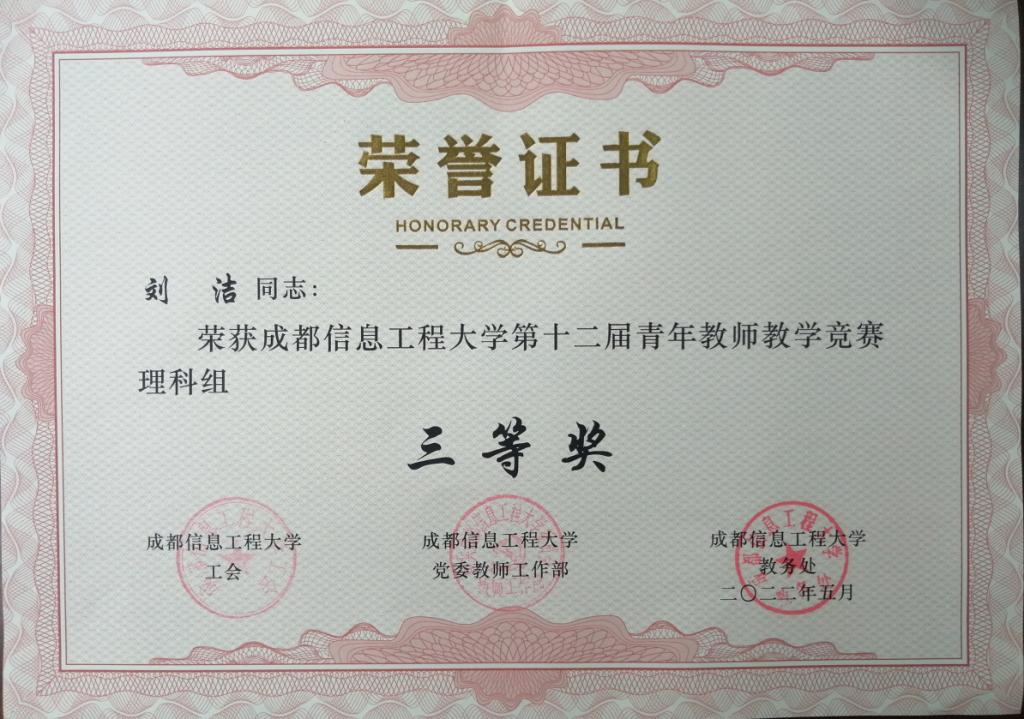 荣誉证书
HONORARY CREDENTIAL
刘 洁 同志：
荣获成都信息工程大学第十二届青年教师教学竞赛
理科组
三等奖
成都信息工程大学
工会
成都信息工程大学
党委教师工作部
成都信息工程大学
教务处
二〇二二年五月